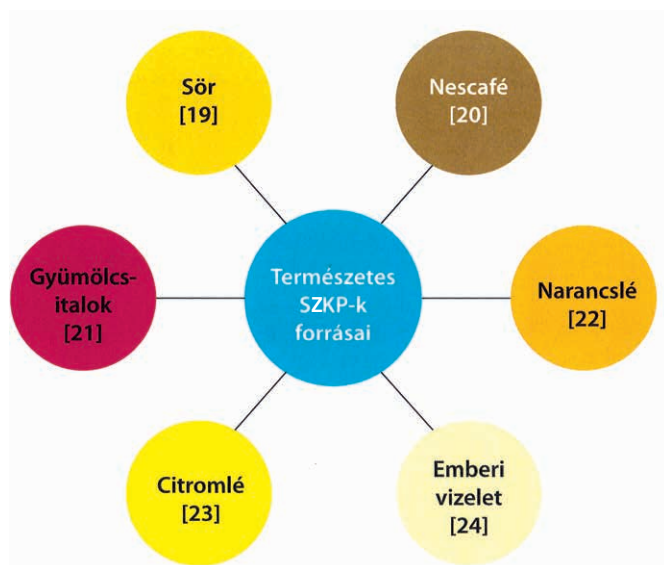 Sör
[19]
Nescafé
[20]
Gyümölcs-
italok
[21]
Természetes
SZKP-k
forrásai
Narancslé
[22]
Citromlé
[23]
Emberi
vizelet
[24]